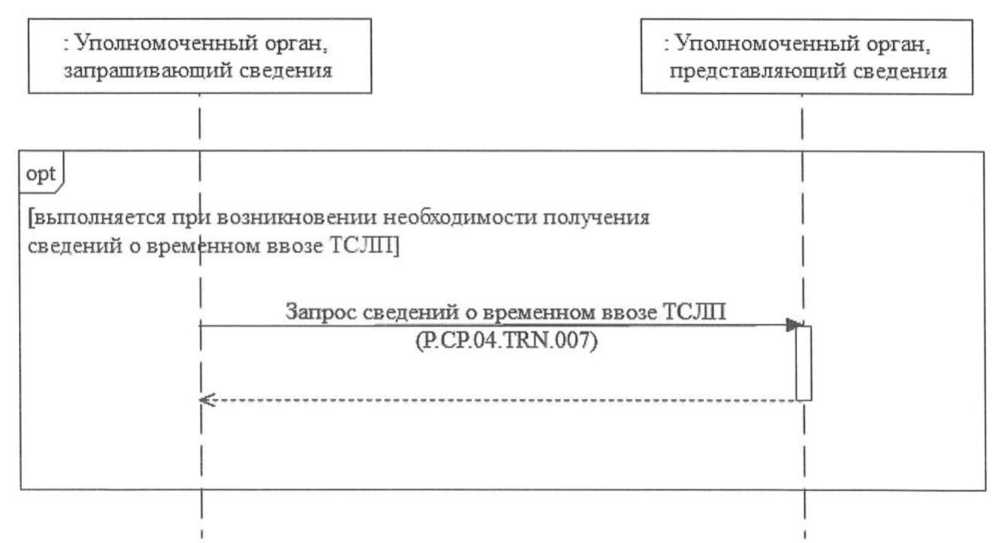 : Уполномоченный орган,
запрашивающий сведения
: Уполномоченный орган,
представляющий сведения
opt
[выполняется при возникновении необходимости получения
сведений о временном ввозе ТСЛП]
Запрос сведений о временном ввозе ТСЛП
(P.CP.04.TRN.007)